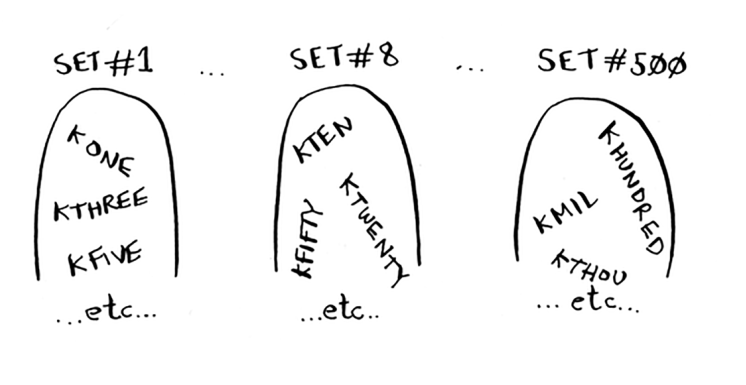 SET #1 ... SET #8 ... SET #500
KONE
KTHREE
KFIVE
...etc...
KTEN
KFIFTY
KTWENTY
...etc..
KHUNDRED
KMIL
KTHOU
... etc...